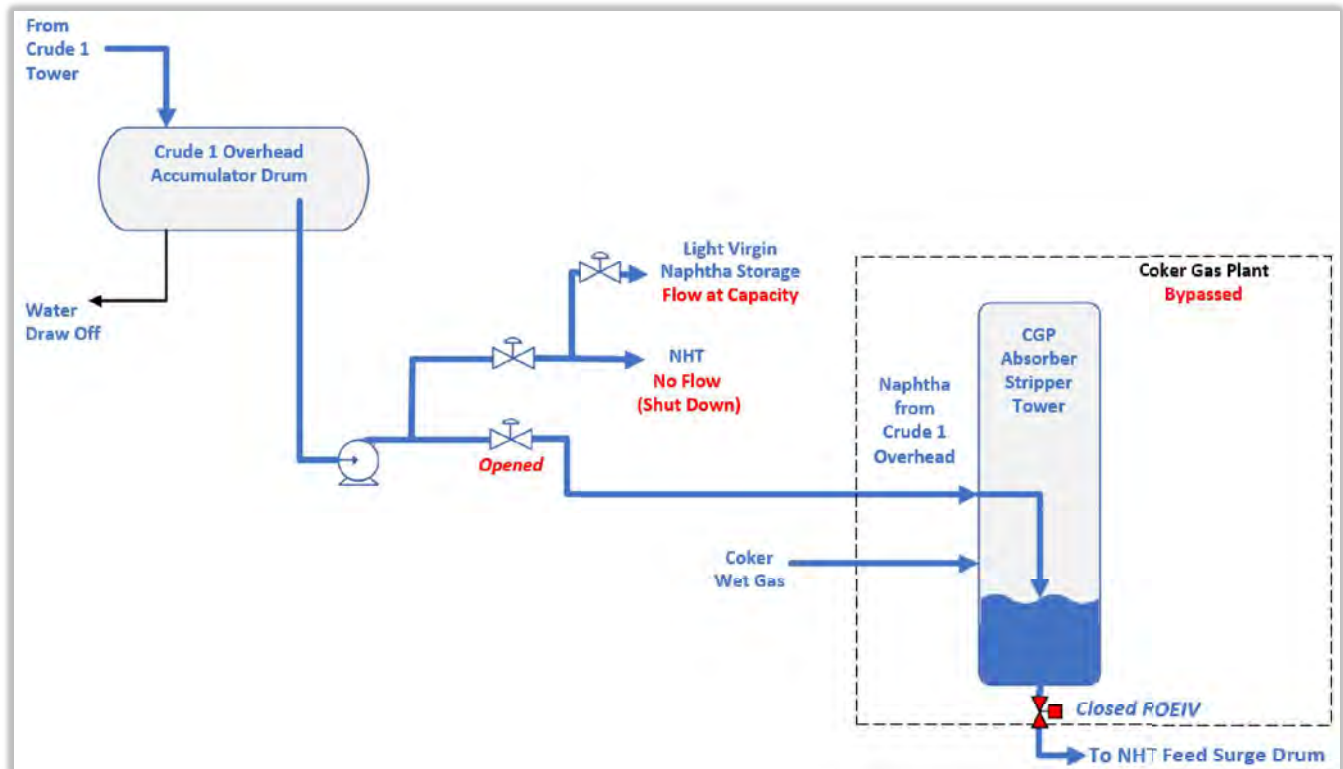 From
Crude 1
Tower
Crude 1 Overhead
Accumulator Drum
Water
Draw Off
Light Virgin
Naphtha Storage
Flow at Capacity
NHT
No Flow
(Shut Down)
Opened
Coker Gas Plant
Bypassed
CGP
Absorber
Stripper
Tower
Naphtha
from
Crude 1
Overhead
Coker
Wet Gas
Closed ROEIV
To NHT Feed Surge Drum